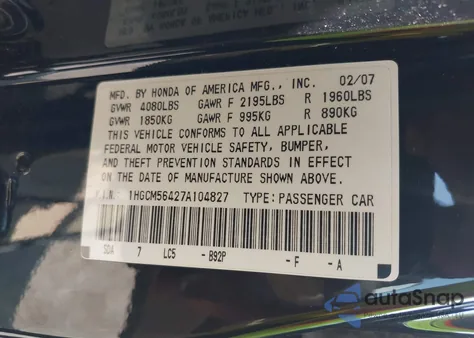 MFD. BY HONDA OF AMERICA MFG., INC. 02/07
GVWR 4080LBS GAWR F 2195LBS R 1960LBS
GVWR 1850KG GAWR F 995KG R 890KG
THIS VEHICLE CONFORMS TO ALL APPLICABLE
FEDERAL MOTOR VEHICLE SAFETY, BUMPER,
AND THEFT PREVENTION STANDARDS IN EFFECT
ON THE DATE OF MANUFACTURE SHOWN ABOVE.
V.I.N.: 1HGCM56427A104827 TYPE:PASSENGER CAR
SDA 7 LC5 - B92P - F - A
autoSnap